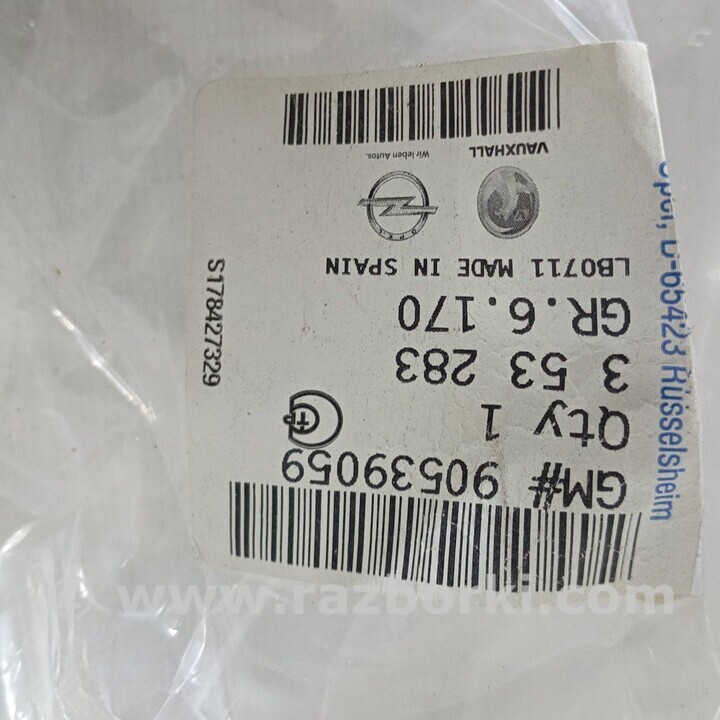 GM# 90539059
Qty 1
3 53 283
GR.6.170
LB0711 MADE IN SPAIN
OPEL
VAUXHALL
Wir leben Autos.
S178427329
Opel, D-65423 Rüsselsheim
www.razborki.com